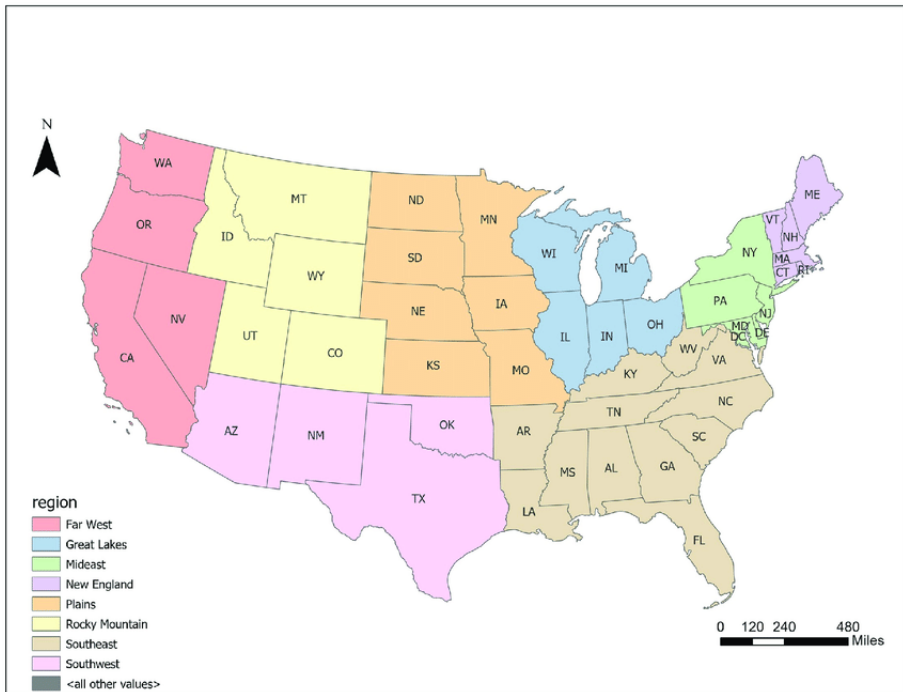 N
WA
MT
ND
MN
ME
OR
ID
VT
NH
NY
WI
SD
MI
MA
WY
CT
RI
PA
NE
IA
NJ
NV
MD
DE
UT
IL
IN
OH
DC
CA
CO
WV
VA
KS
MO
KY
NC
TN
OK
AR
AZ
NM
SC
MS
AL
GA
TX
LA
FL
region
Far West
Great Lakes
Mideast
New England
Plains
Rocky Mountain
Southeast
Southwest
<all other values>
0 120 240 480
Miles